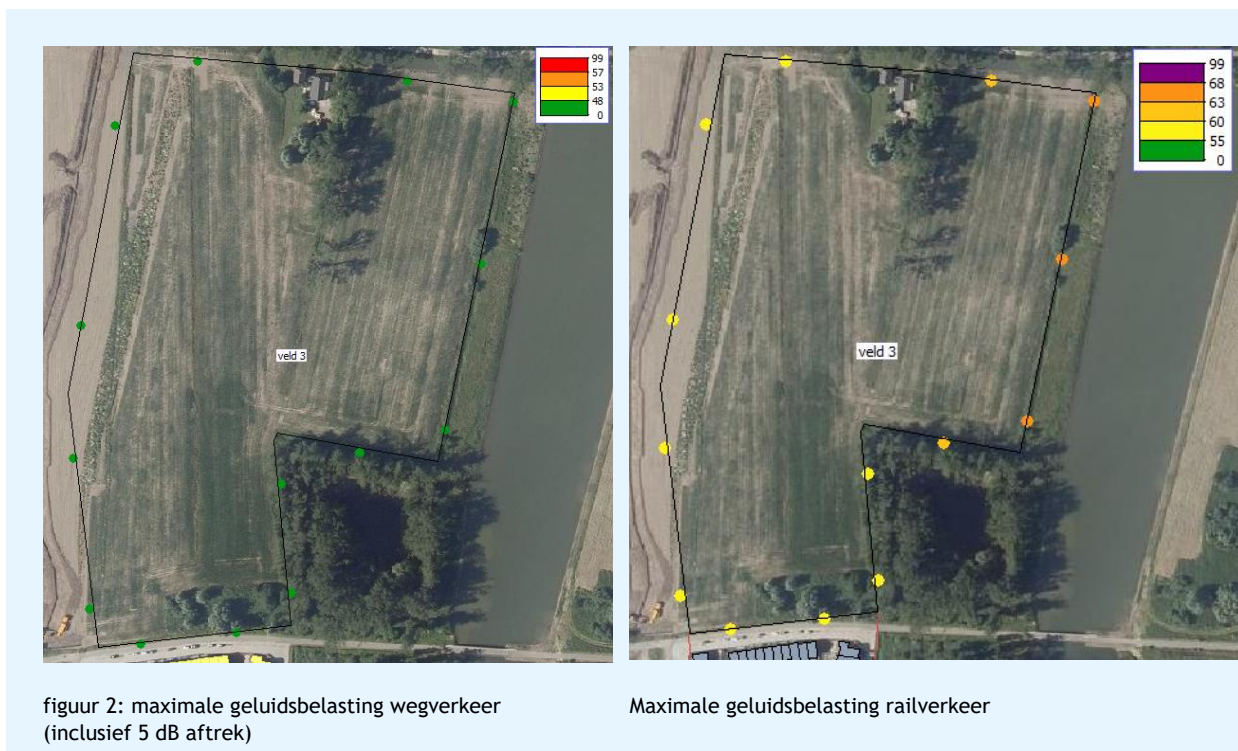 99
57
53
48
0
veld 3
99
68
63
60
55
0
veld 3
figuur 2: maximale geluidsbelasting wegverkeer
(inclusief 5 dB aftrek)
Maximale geluidsbelasting railverkeer